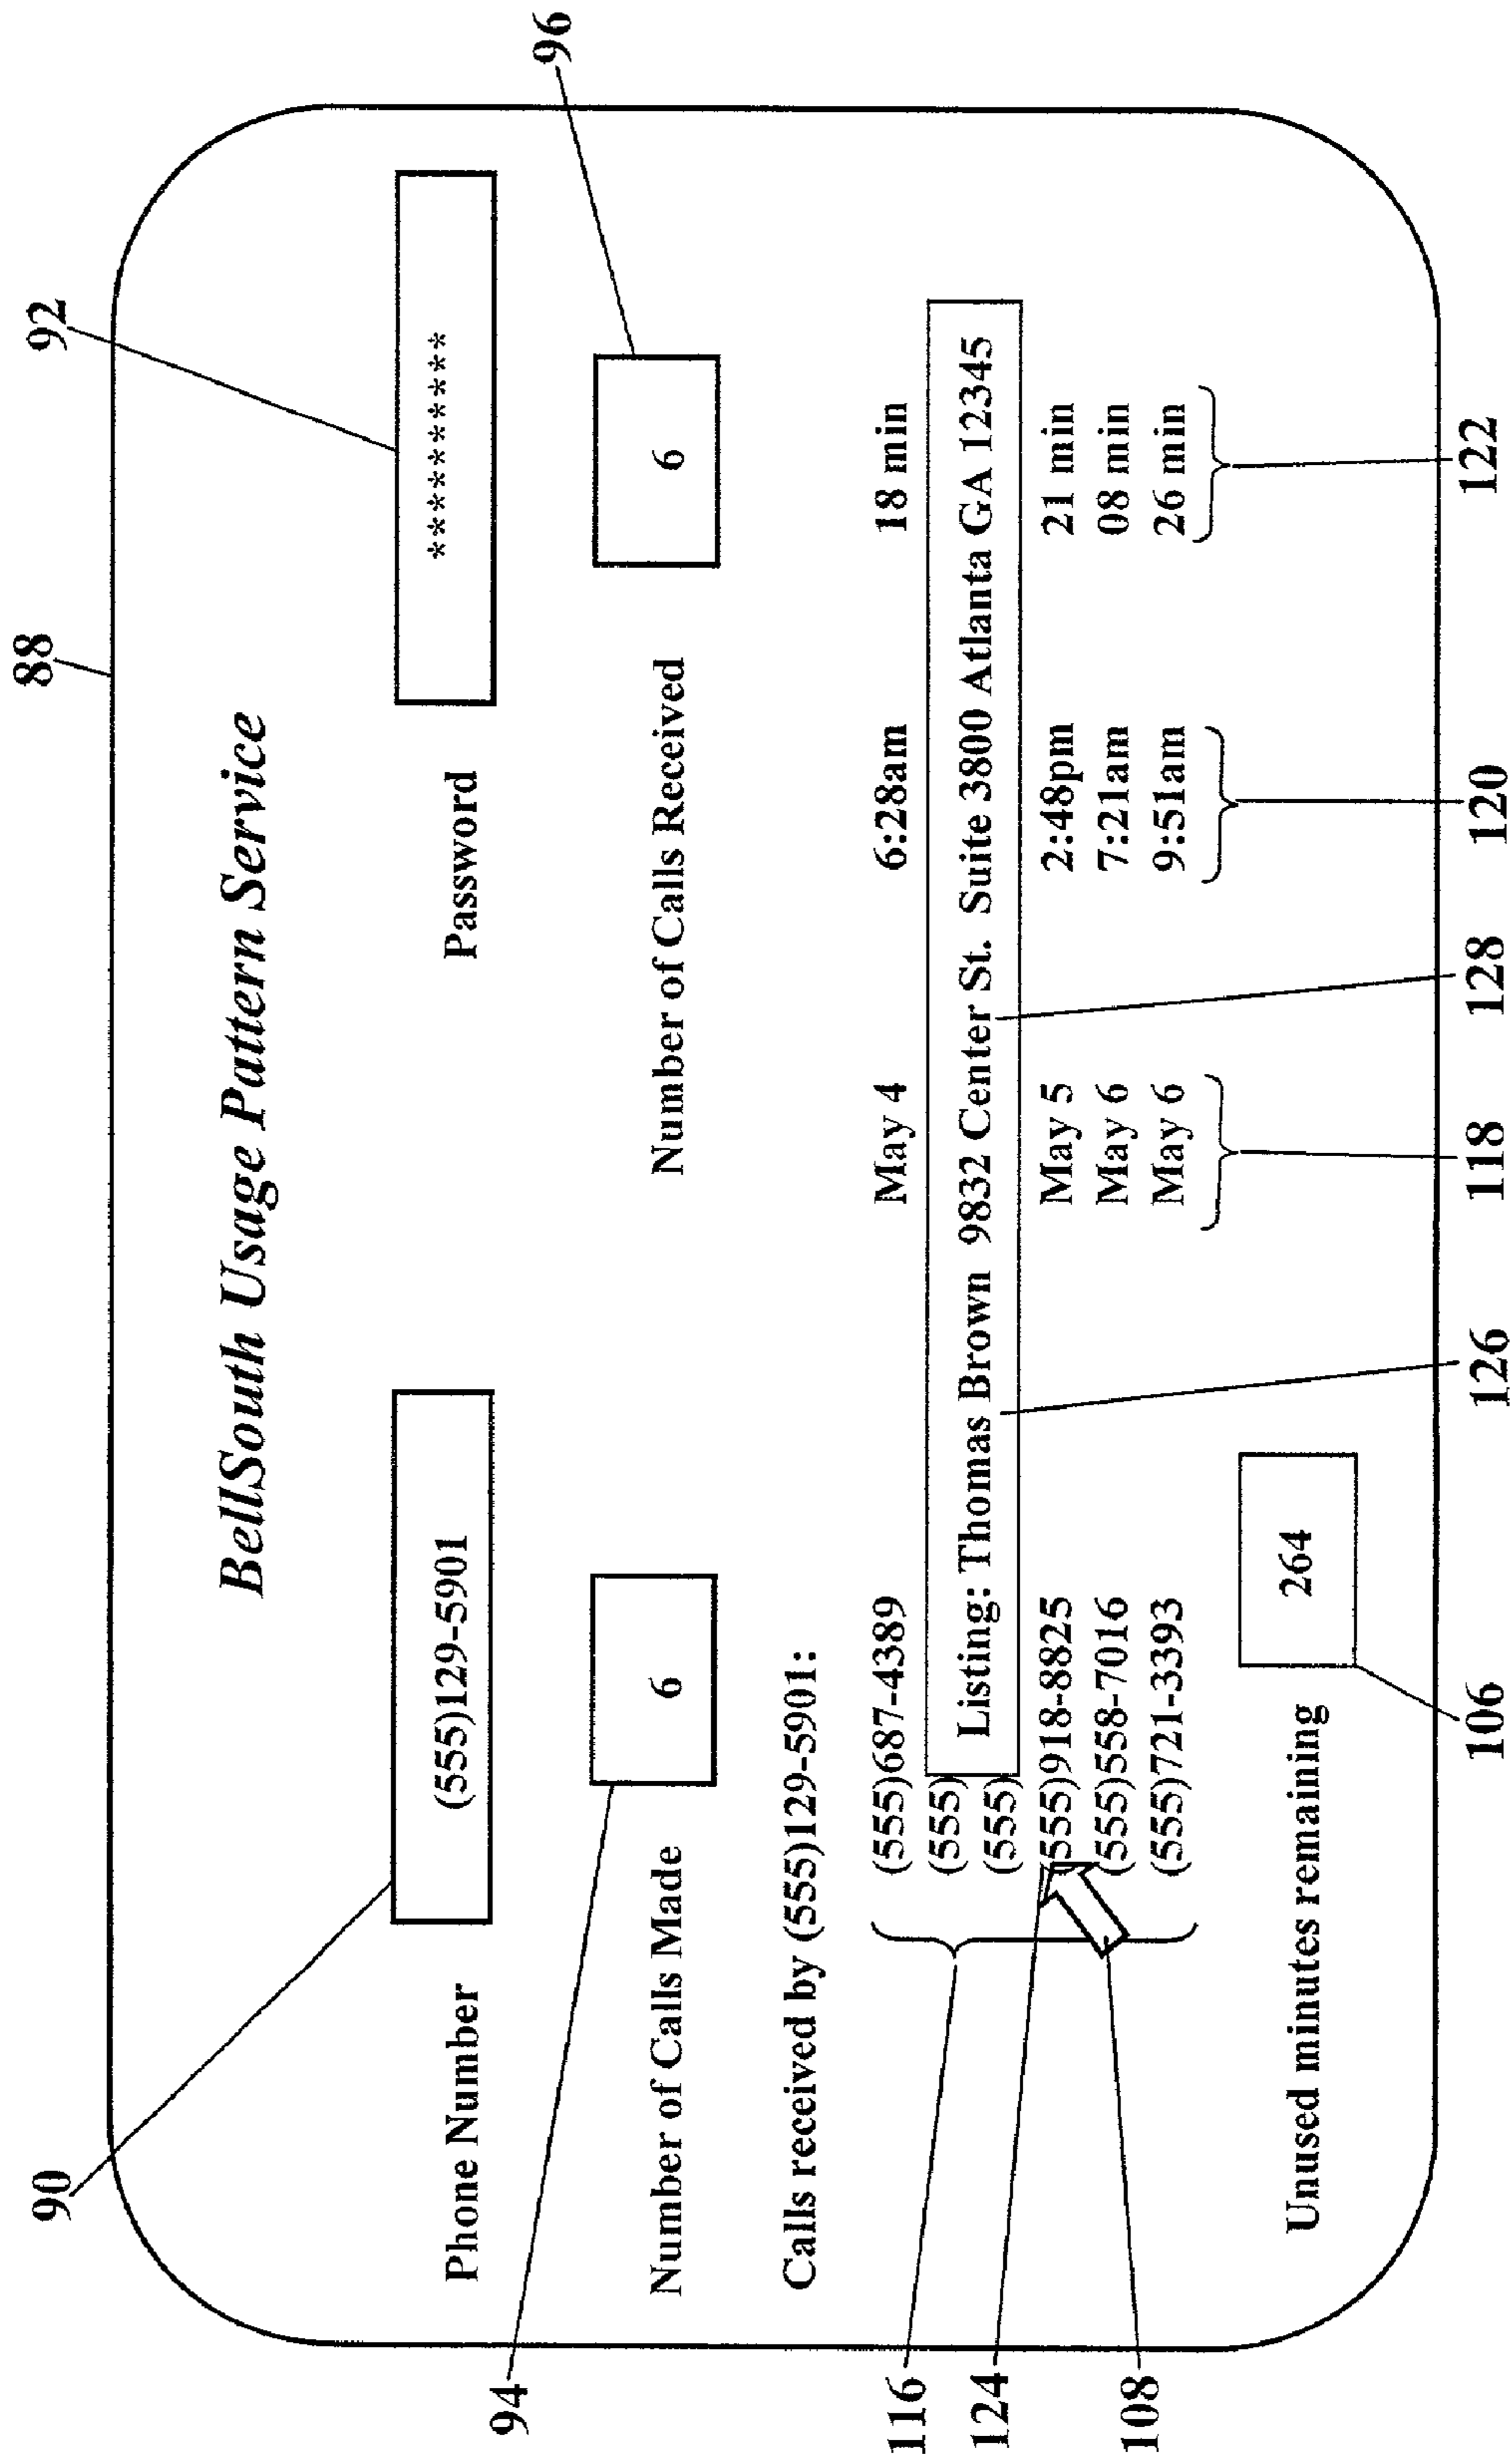 88
92
96
90
BellSouth Usage Pattern Service
Phone Number (555)129-5901 Password **********
Number of Calls Made 6 Number of Calls Received 6
94
Calls received by (555)129-5901:
(555)687-4389 May 4 6:28am 18 min
(555)
Listing: Thomas Brown 9832 Center St. Suite 3800 Atlanta GA 12345
(555)
(555)918-8825 May 5 2:48pm 21 min
(555)558-7016 May 6 7:21am 08 min
(555)721-3393 May 6 9:51am 26 min
116
124
108
Unused minutes remaining 264
106 126 118 128 120 122